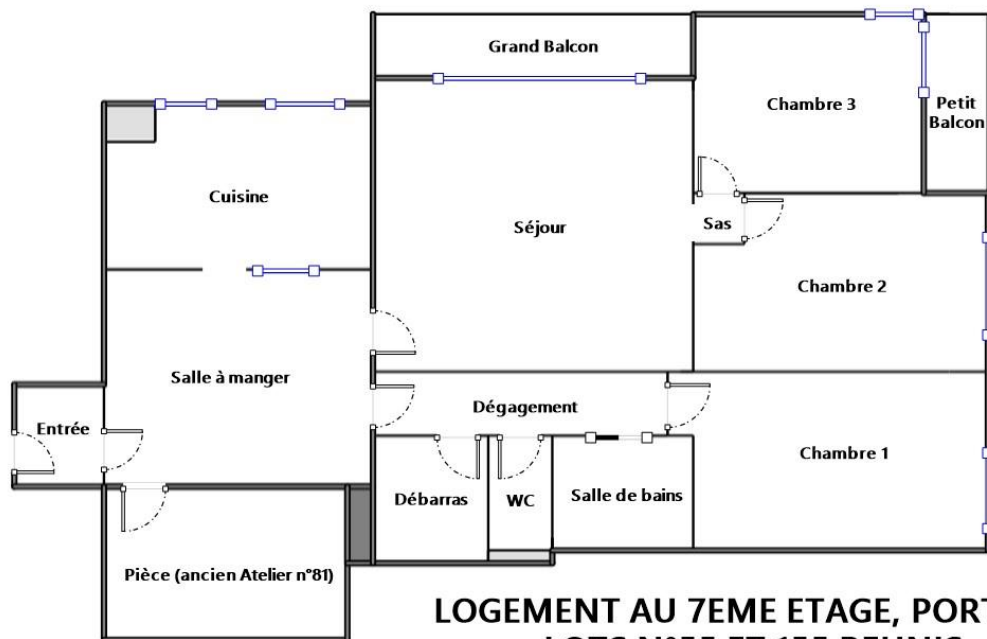 Grand Balcon
Chambre 3
Petit
Balcon
Cuisine
Séjour
Sas
Chambre 2
Salle à manger
Dégagement
Entrée
Chambre 1
Débarras
WC
Salle de bains
Pièce (ancien Atelier n°81)
LOGEMENT AU 7EME ETAGE,